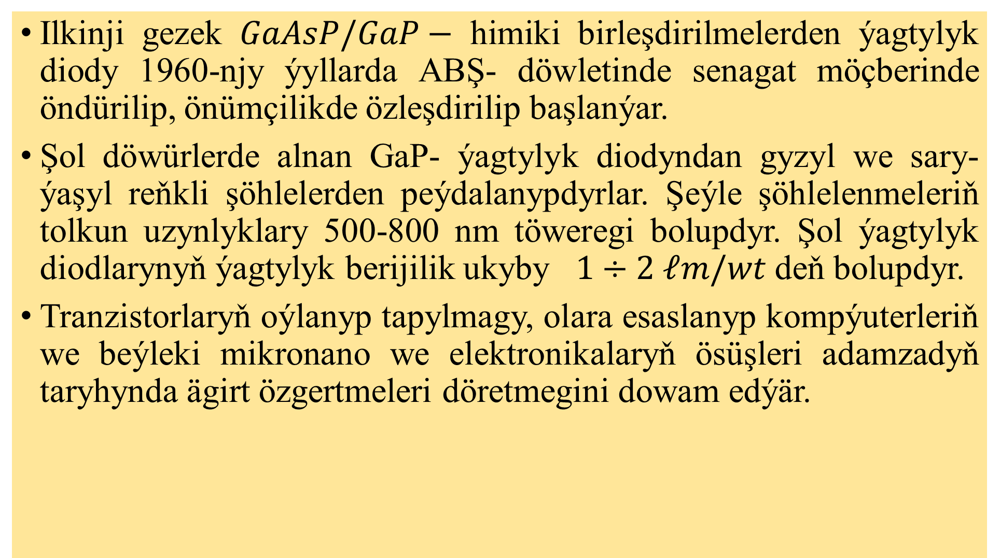 • Ilkinji gezek GaAsP/GaP − himiki birleşdirilmelerden ýagtylyk
diody 1960-njy ýyllarda ABŞ- döwletinde senagat möçberinde
öndürilip, önümçilikde özleşdirilip başlanýar.
• Şol döwürlerde alnan GaP- ýagtylyk diodyndan gyzyl we sary-
ýaşyl reňkli şöhlelerden peýdalanypdyrlar. Şeýle şöhlelenmeleriň
tolkun uzynlyklary 500-800 nm töweregi bolupdyr. Şol ýagtylyk
diodlarynyň ýagtylyk berijilik ukyby 1 ÷ 2 ℓm/wt deň bolupdyr.
• Tranzistorlaryň oýlanyp tapylmagy, olara esaslanyp kompýuterleriň
we beýleki mikronano we elektronikalaryň ösüşleri adamzadyň
taryhynda ägirt özgertmeleri döretmegini dowam edýär.